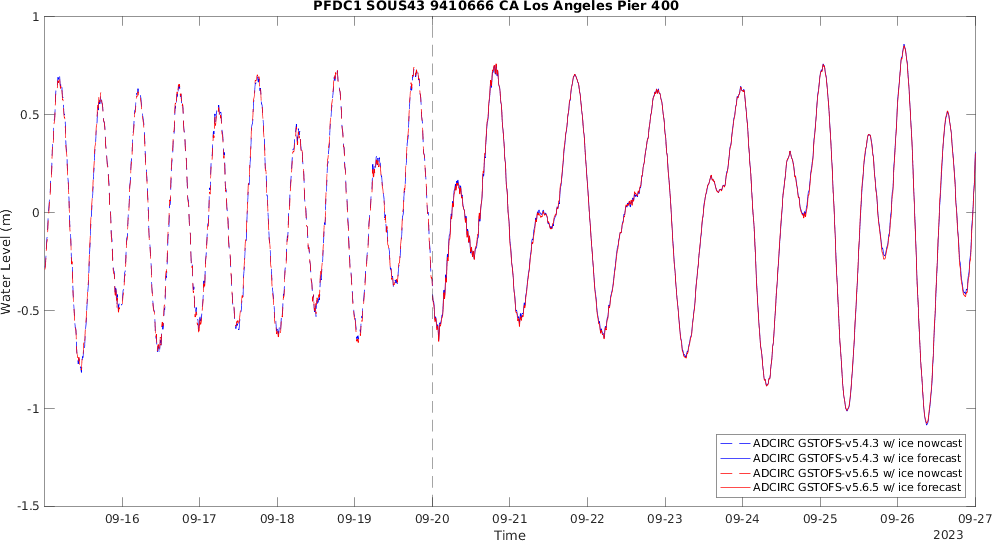 PFDC1 SOUS43 9410666 CA Los Angeles Pier 400
1
0.5
0
-0.5
-1
-1.5
Water Level (m)
09-16 09-17 09-18 09-19 09-20 09-21 09-22 09-23 09-24 09-25 09-26 09-27
Time
2023
ADCIRC GSTOFS-v5.4.3 w/ ice nowcast
ADCIRC GSTOFS-v5.4.3 w/ ice forecast
ADCIRC GSTOFS-v5.6.5 w/ ice nowcast
ADCIRC GSTOFS-v5.6.5 w/ ice forecast